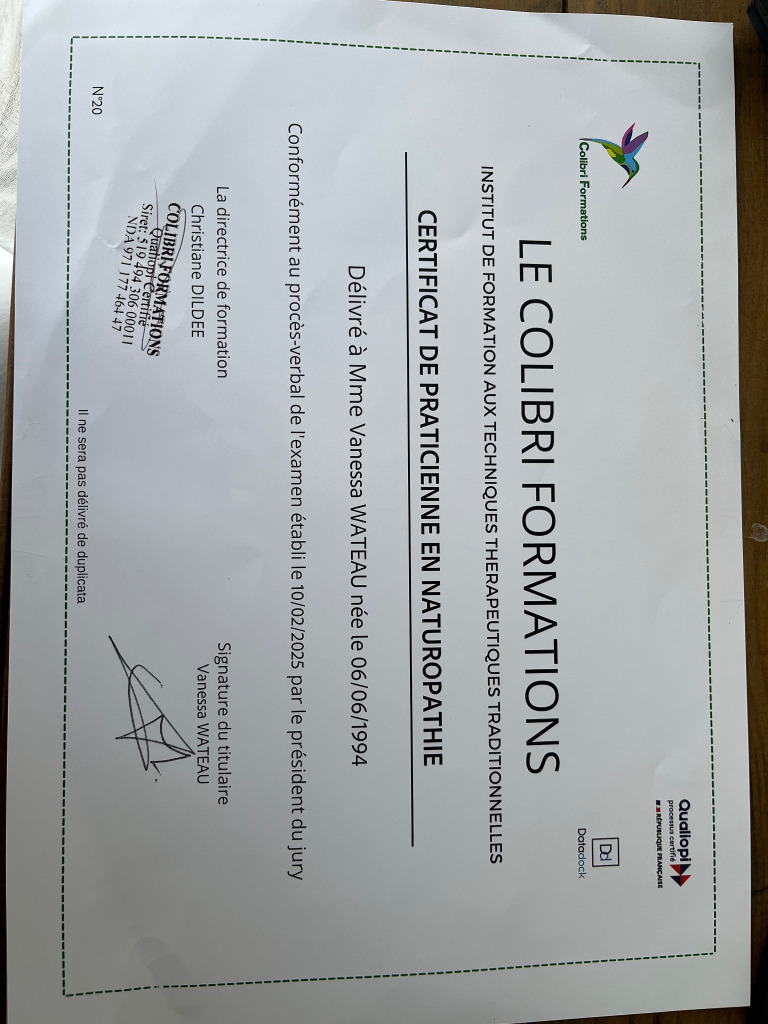 Colibri Formations
Qualiopi
processus certifié
RÉPUBLIQUE FRANÇAISE
Dd
Datadock
LE COLIBRI FORMATIONS
INSTITUT DE FORMATION AUX TECHNIQUES THERAPEUTIQUES TRADITIONNELLES
CERTIFICAT DE PRATICIENNE EN NATUROPATHIE
Délivré à Mme Vanessa WATEAU née le 06/06/1994
Conformément au procès-verbal de l'examen établi le 10/02/2025 par le président du jury
La directrice de formation
Christiane DILDEE
COLIBRI FORMATIONS
Qualiopi Certifié
Siret: 519 494 306 00011
NDA 971 177 464 47
Signature du titulaire
Vanessa WATEAU
N°20
Il ne sera pas délivré de duplicata